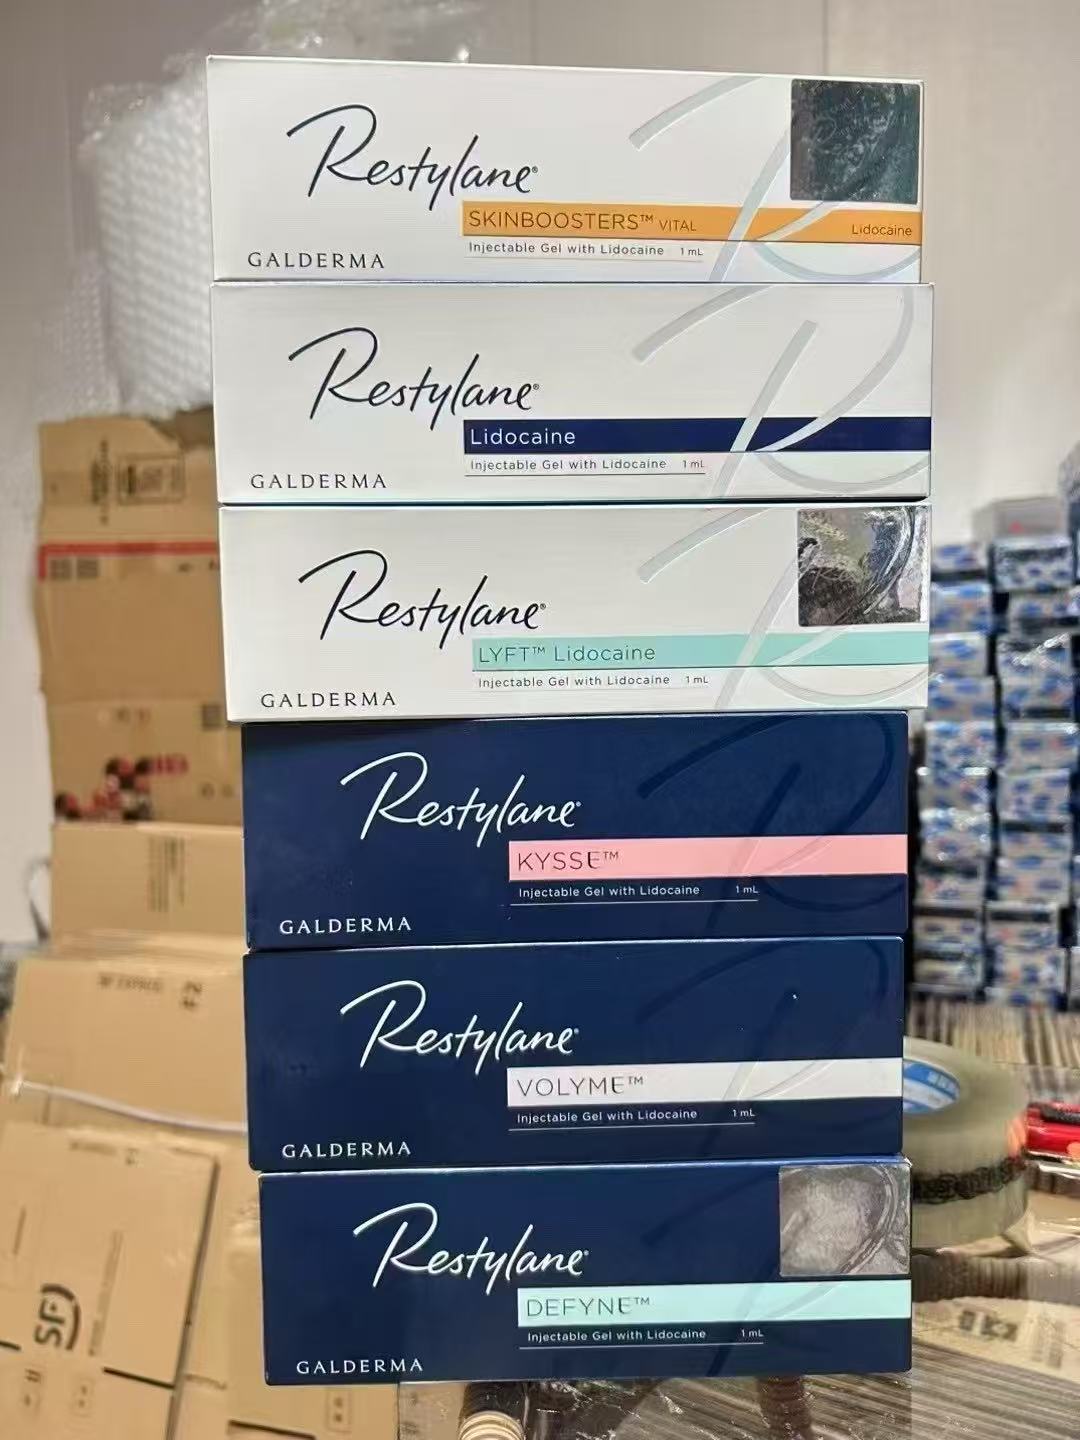 Restylane®
SKINBOOSTERS™ VITAL
Lidocaine
Injectable Gel with Lidocaine 1 mL
GALDERMA
Restylane®
Lidocaine
Injectable Gel with Lidocaine 1 mL
GALDERMA
Restylane®
LYFT™ Lidocaine
Injectable Gel with Lidocaine 1 mL
GALDERMA
Restylane®
KYSSE™
Injectable Gel with Lidocaine 1 mL
GALDERMA
Restylane®
VOLYME™
Injectable Gel with Lidocaine 1 mL
GALDERMA
Restylane®
DEFYNE™
Injectable Gel with Lidocaine 1 mL
GALDERMA
SF